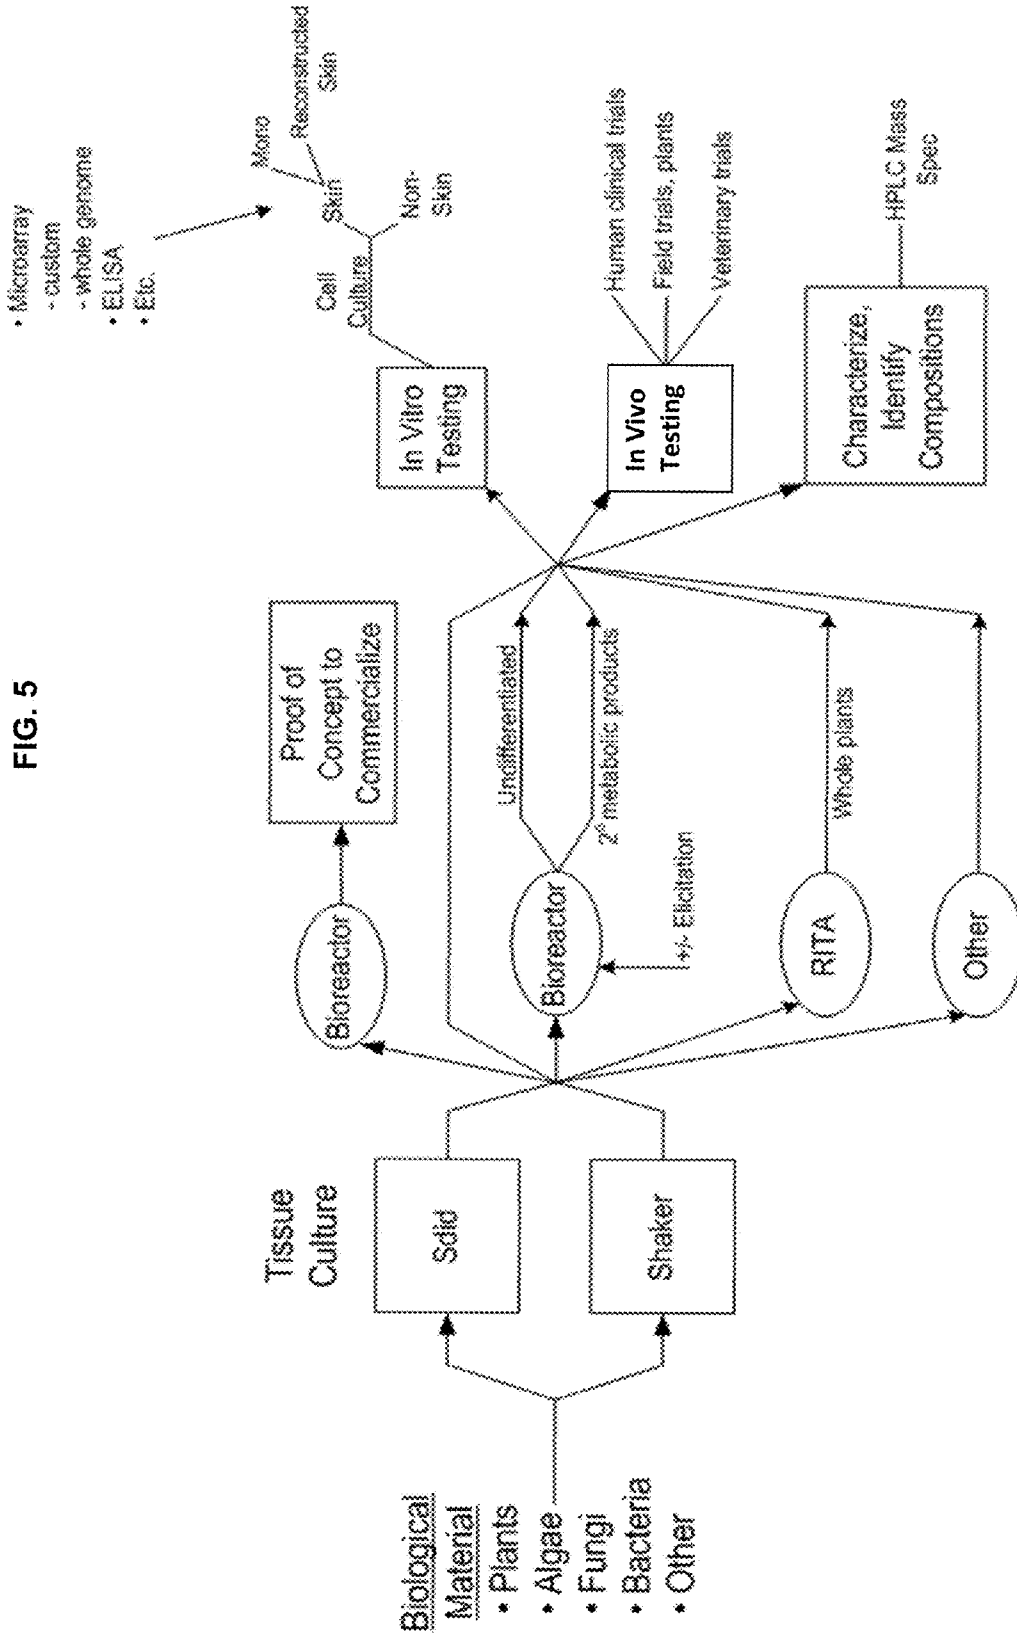 FIG. 5
Biological
Material
• Plants
• Algae
• Fungi
• Bacteria
• Other
Tissue
Culture
Sdid
Shaker
Bioreactor
Proof of
Concept to
Commercialize
Bioreactor
+/- Elicitation
Undifferentiated
2° metabolic products
RITA
Whole plants
Other
In Vitro
Testing
Cell
Culture
Skin
Non-
Skin
Mono
Reconstructed
Skin
• Microarray
- custom
- whole genome
• ELISA
• Etc.
In Vivo
Testing
Human clinical trials
Field trials, plants
Veterinary trials
Characterize,
Identify
Compositions
HPLC Mass
Spec